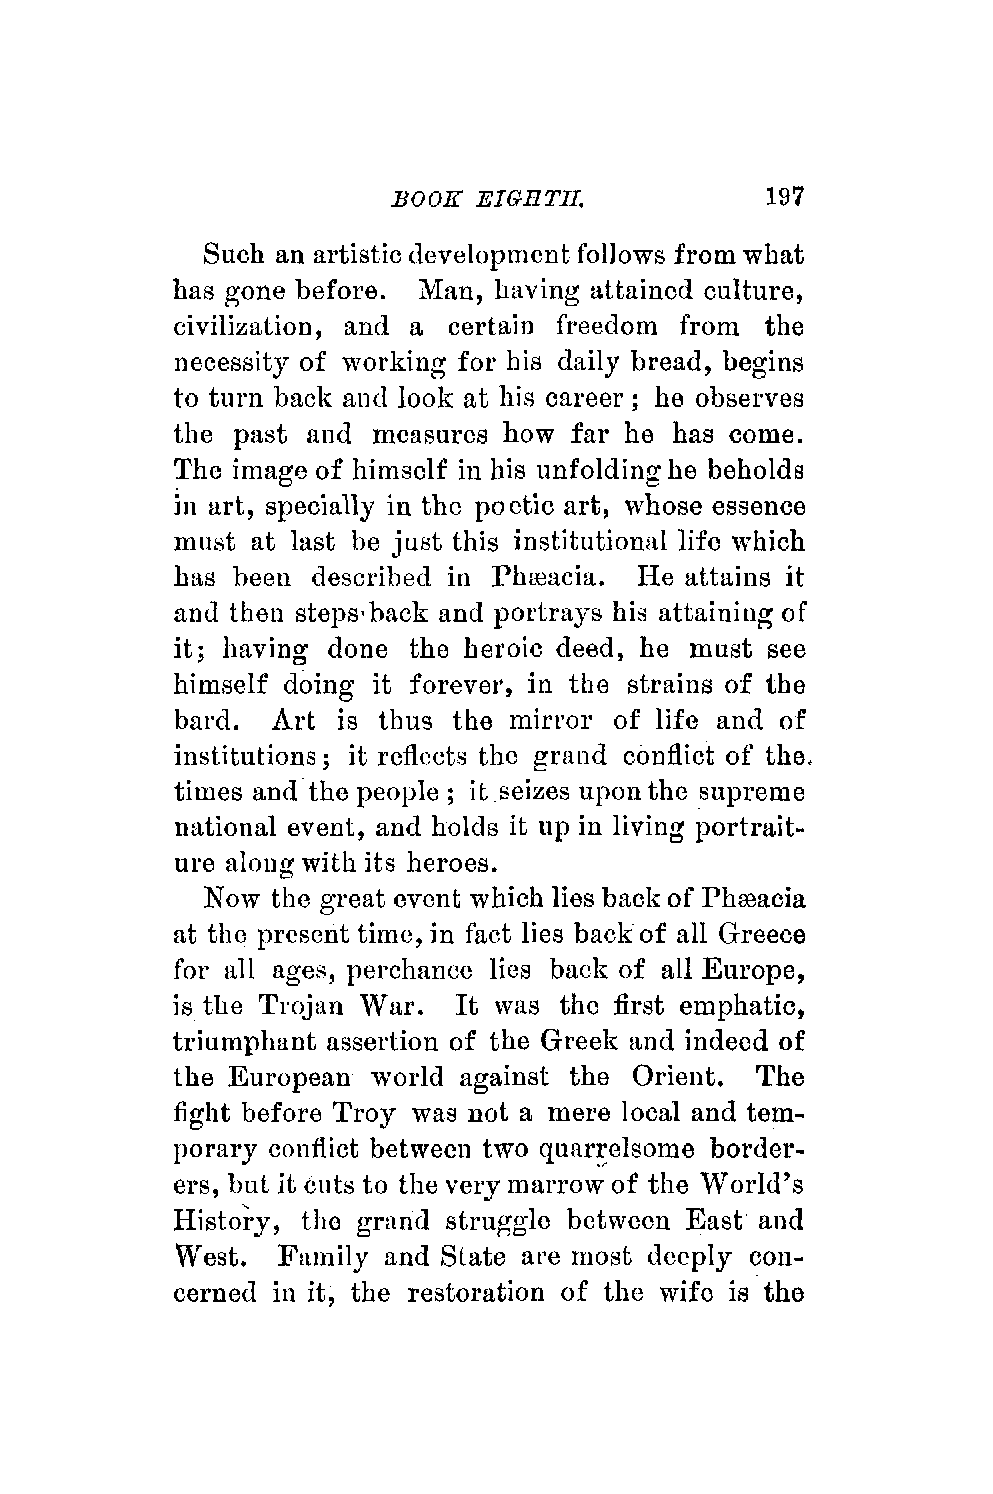 BOOK EIGHTH. 197
Such an artistic development follows from what
has gone before. Man, having attained culture,
civilization, and a certain freedom from the
necessity of working for his daily bread, begins
to turn back and look at his career; he observes
the past and measures how far he has come.
The image of himself in his unfolding he beholds
in art, specially in the poetic art, whose essence
must at last be just this institutional life which
has been described in Phæacia. He attains it
and then steps back and portrays his attaining of
it; having done the heroic deed, he must see
himself doing it forever, in the strains of the
bard. Art is thus the mirror of life and of
institutions; it reflects the grand conflict of the
times and the people; it seizes upon the supreme
national event, and holds it up in living portrait-
ure along with its heroes.
Now the great event which lies back of Phæacia
at the present time, in fact lies back of all Greece
for all ages, perchance lies back of all Europe,
is the Trojan War. It was the first emphatic,
triumphant assertion of the Greek and indeed of
the European world against the Orient. The
fight before Troy was not a mere local and tem-
porary conflict between two quarrelsome border-
ers, but it cuts to the very marrow of the World's
History, the grand struggle between East and
West. Family and State are most deeply con-
cerned in it, the restoration of the wife is the